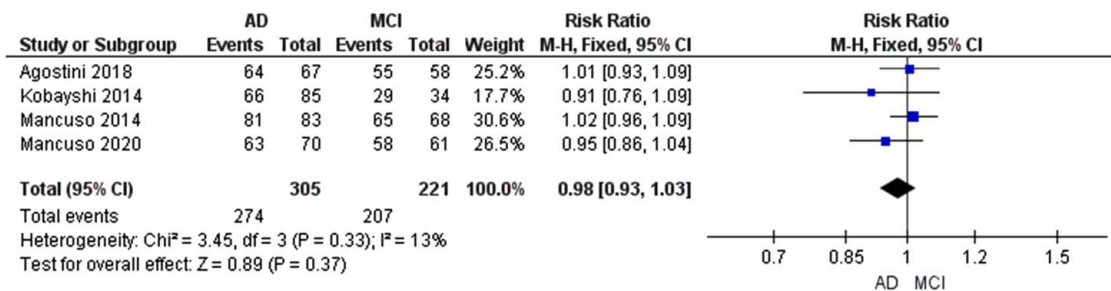 AD MCI Risk Ratio Risk Ratio
Study or Subgroup Events Total Events Total Weight M-H, Fixed, 95% CI M-H, Fixed, 95% CI
Agostini 2018 64 67 55 58 25.2% 1.01 [0.93, 1.09]
Kobayshi 2014 66 85 29 34 17.7% 0.91 [0.76, 1.09]
Mancuso 2014 81 83 65 68 30.6% 1.02 [0.96, 1.09]
Mancuso 2020 63 70 58 61 26.5% 0.95 [0.86, 1.04]
Total (95% CI) 305 221 100.0% 0.98 [0.93, 1.03]
Total events 274 207
Heterogeneity: Chi² = 3.45, df = 3 (P = 0.33); I² = 13%
Test for overall effect: Z = 0.89 (P = 0.37)
0.7 0.85 1 1.2 1.5
AD MCI